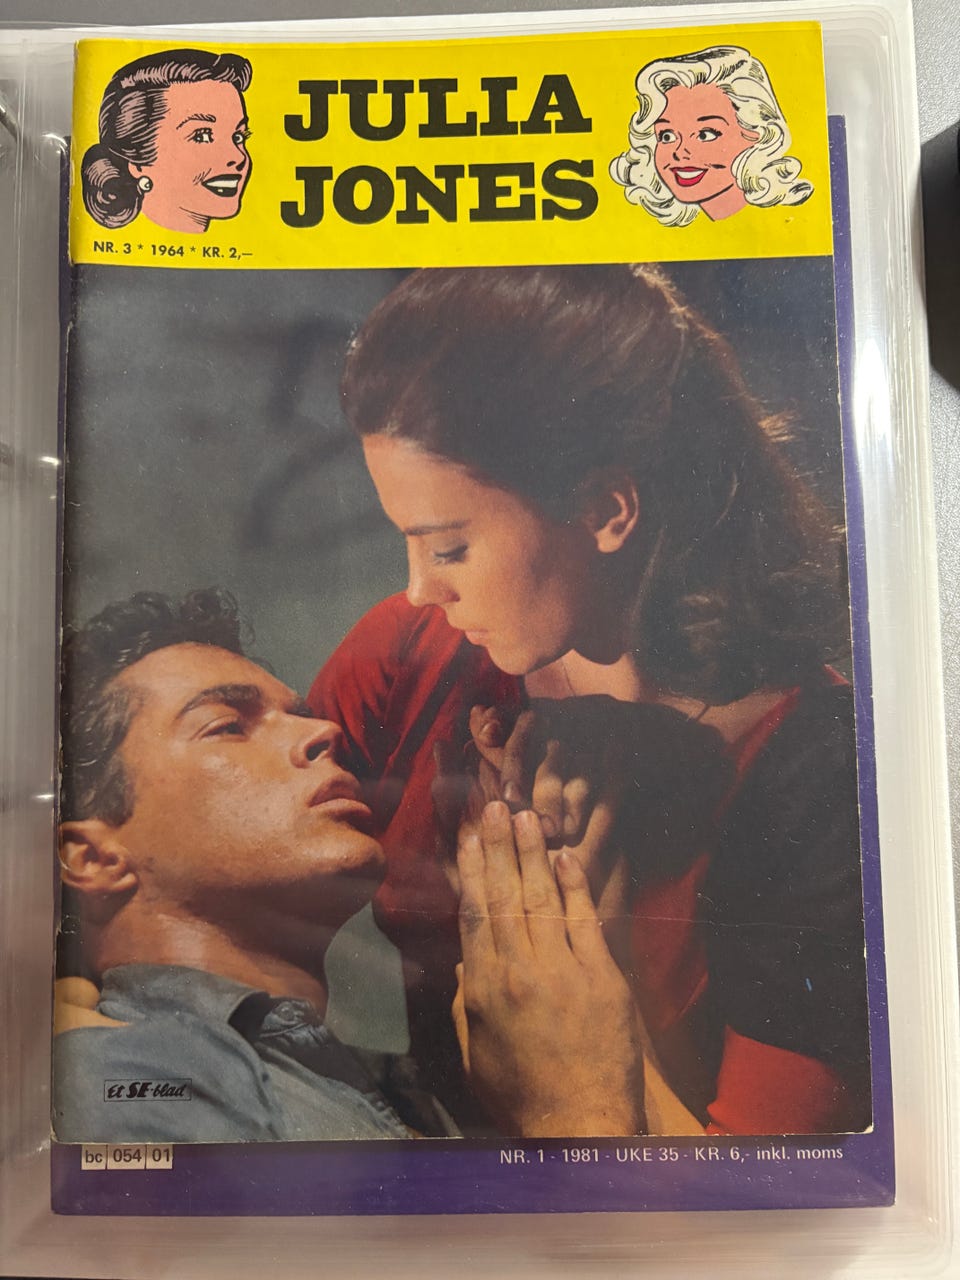 JULIA
JONES
NR. 3 * 1964 * KR. 2,—
Et SE-blad
bc 054 01
NR. 1 - 1981 - UKE 35 - KR. 6,- inkl. moms